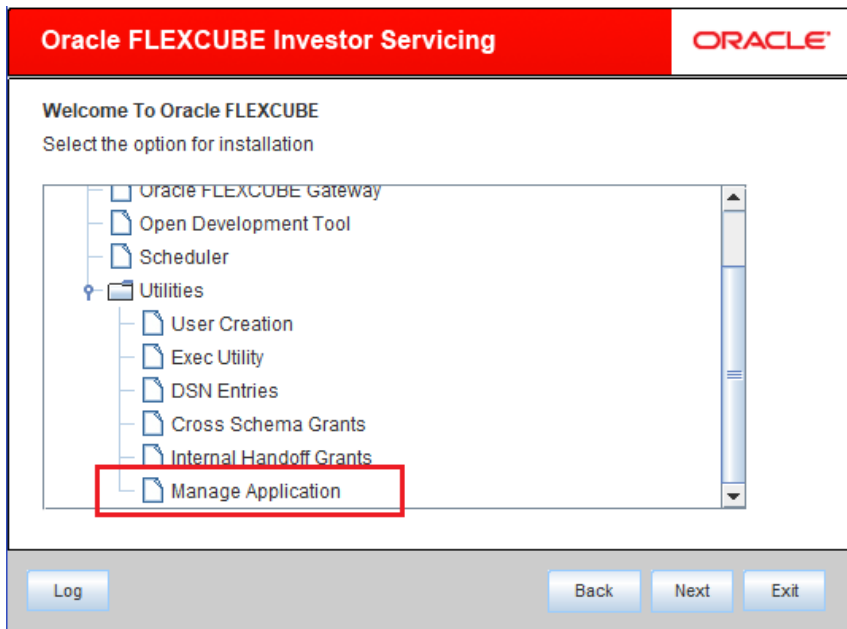 Oracle FLEXCUBE Investor Servicing
ORACLE
Welcome To Oracle FLEXCUBE
Select the option for installation
Oracle FLEXCUBE Gateway
Open Development Tool
Scheduler
Utilities
User Creation
Exec Utility
DSN Entries
Cross Schema Grants
Internal Handoff Grants
Manage Application
Log
Back
Next
Exit